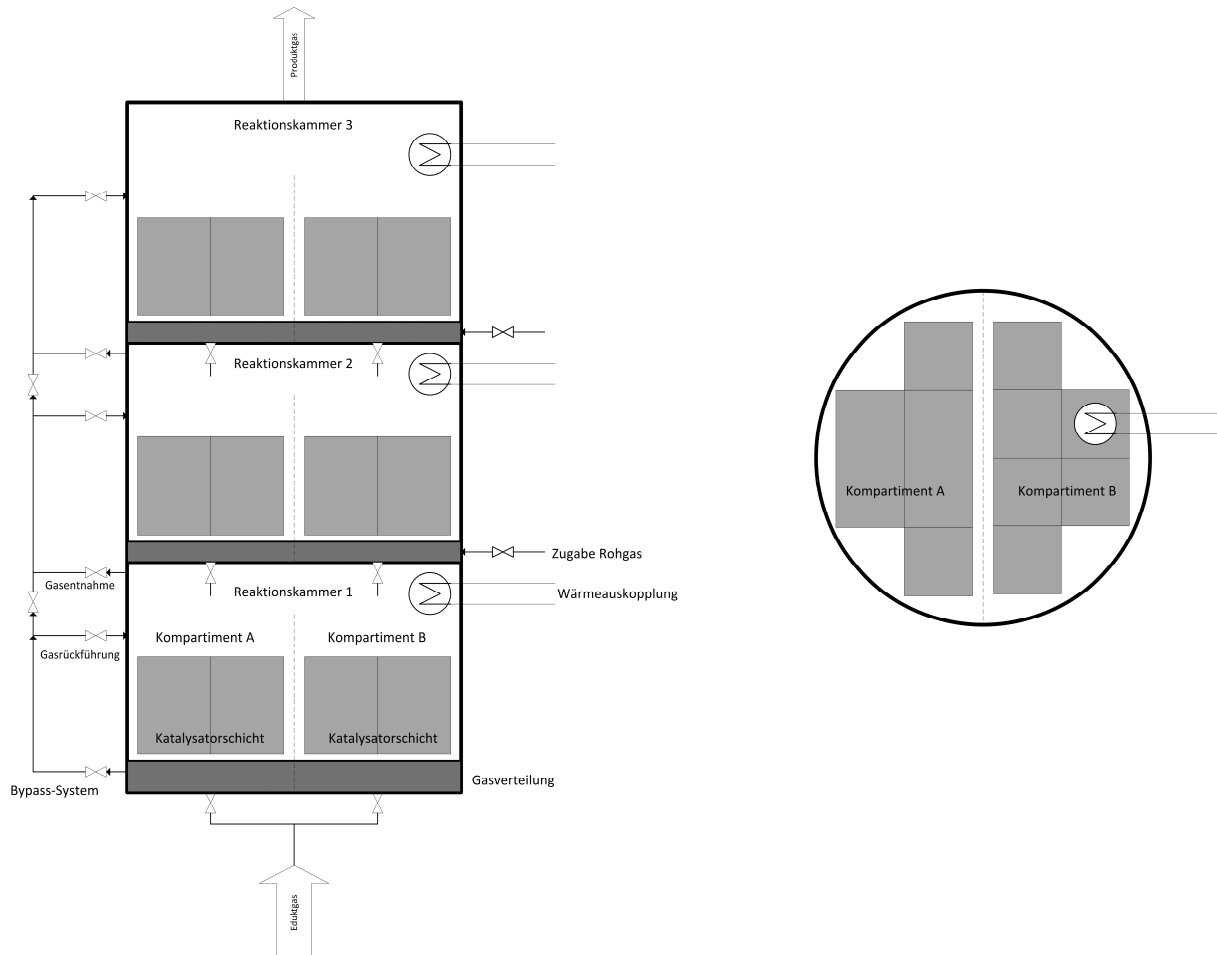 Produktgas
Reaktionskammer 3
Reaktionskammer 2
Zugabe Rohgas
Gasentnahme
Reaktionskammer 1
Wärmeauskopplung
Kompartiment A
Kompartiment B
Gasrückführung
Katalysatorschicht
Katalysatorschicht
Gasverteilung
Bypass-System
Eduktgas
Kompartiment A
Kompartiment B